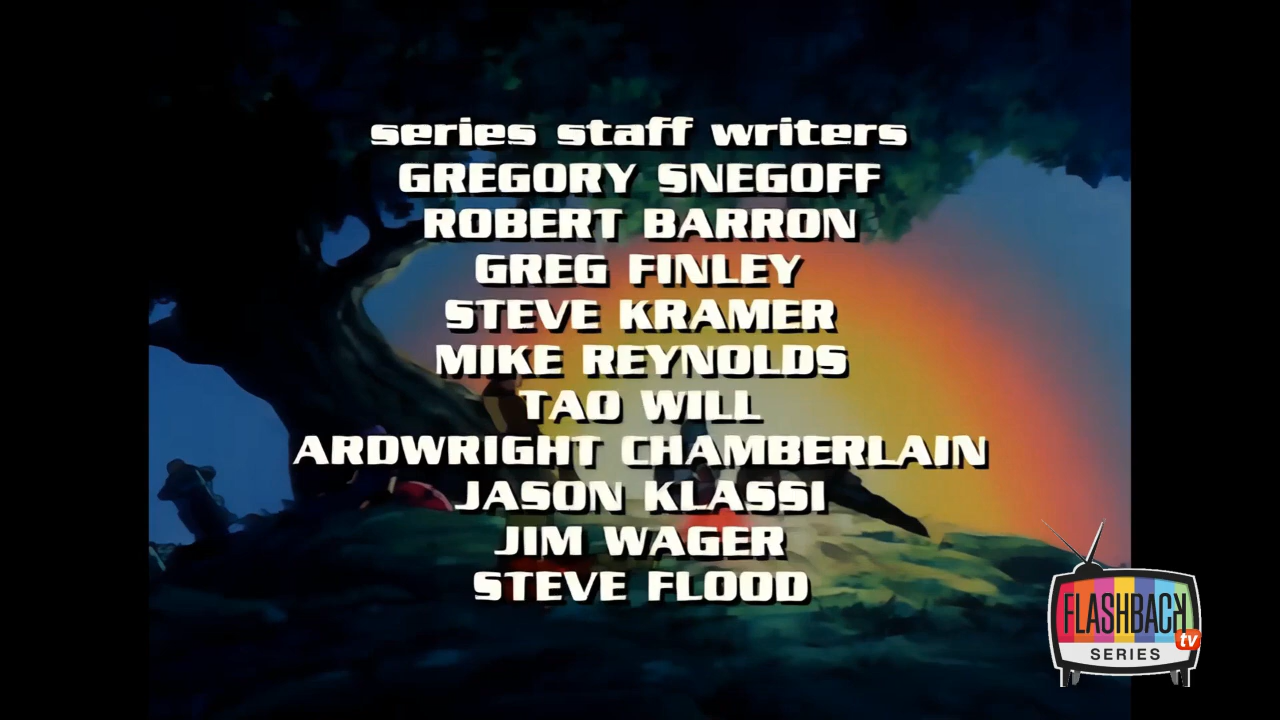 series staff writers
GREGORY SNEGOFF
ROBERT BARRON
GREG FINLEY
STEVE KRAMER
MIKE REYNOLDS
TAO WILL
ARDWRIGHT CHAMBERLAIN
JASON KLASSI
JIM WAGER
STEVE FLOOD
FLASHBACK
tv
SERIES